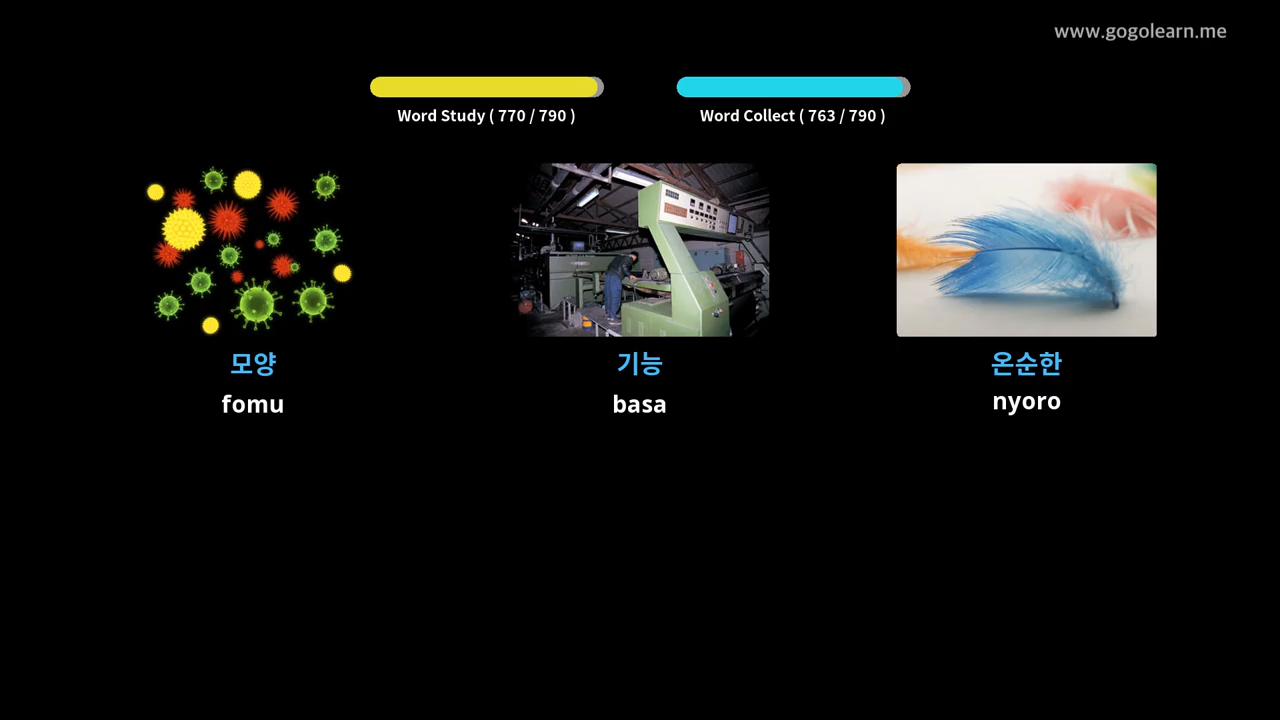 www.gogolearn.me
Word Study ( 770 / 790 )
Word Collect ( 763 / 790 )
모양
기능
온순한
fomu
basa
nyoro